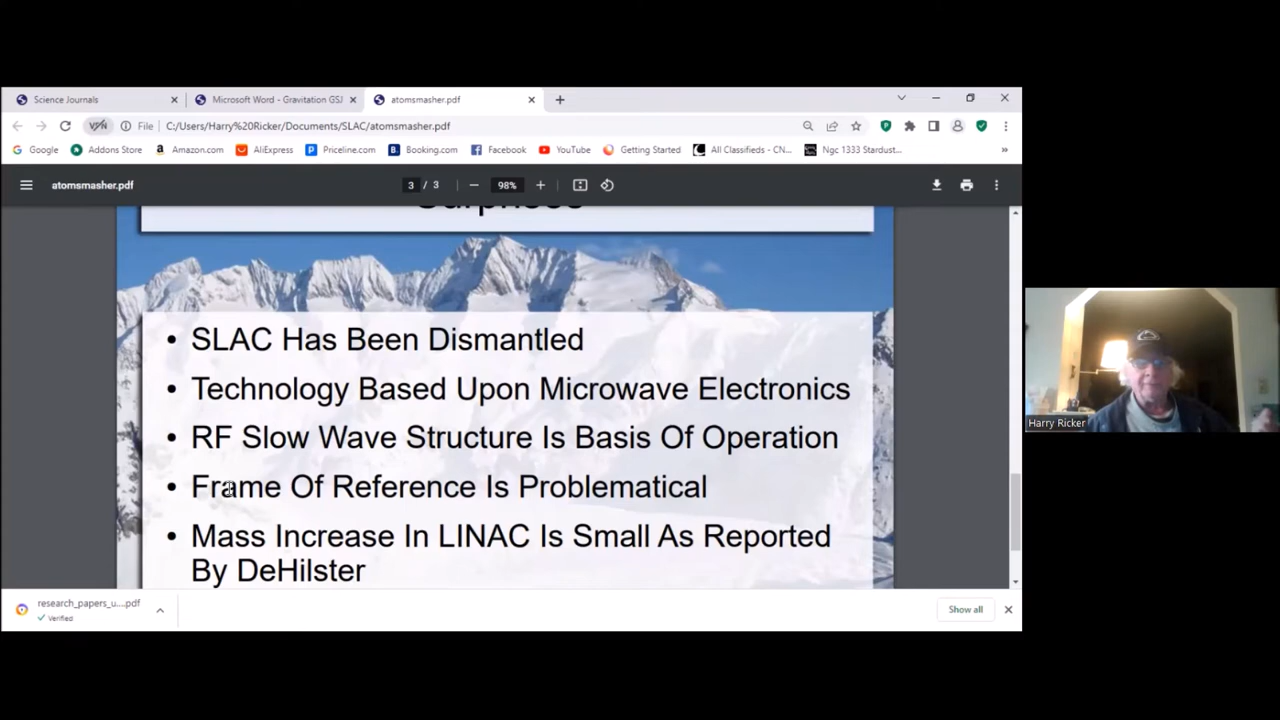 Science Journals
Microsoft Word - Gravitation GSJ
atomsmasher.pdf
File
C:/Users/Harry%20Ricker/Documents/SLAC/atomsmasher.pdf
Google
Addons Store
Amazon.com
AliExpress
Priceline.com
Booking.com
Facebook
YouTube
Getting Started
All Classifieds - CN...
Ngc 1333 Stardust...
atomsmasher.pdf
3 / 3
98%
• SLAC Has Been Dismantled
• Technology Based Upon Microwave Electronics
• RF Slow Wave Structure Is Basis Of Operation
• Frame Of Reference Is Problematical
• Mass Increase In LINAC Is Small As Reported
By DeHilster
Harry Ricker
research_papers_u....pdf
Verified
Show all